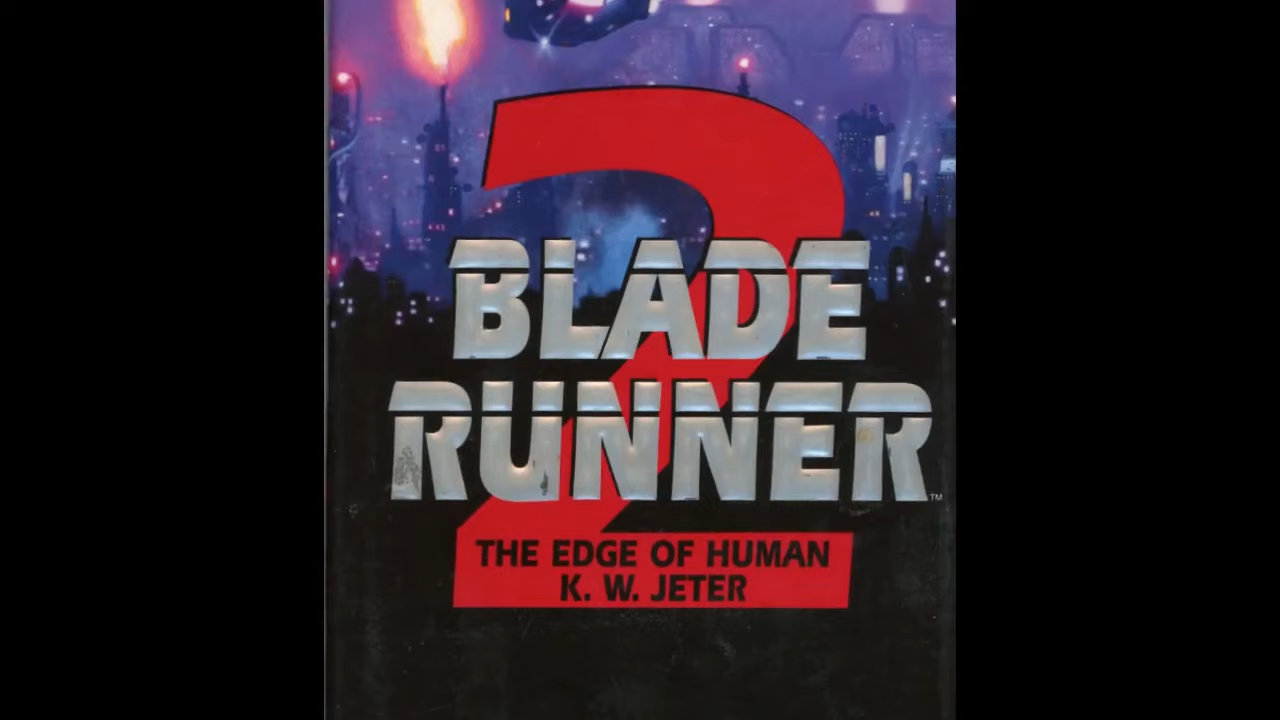 2
BLADE
RUNNER™
THE EDGE OF HUMAN
K. W. JETER